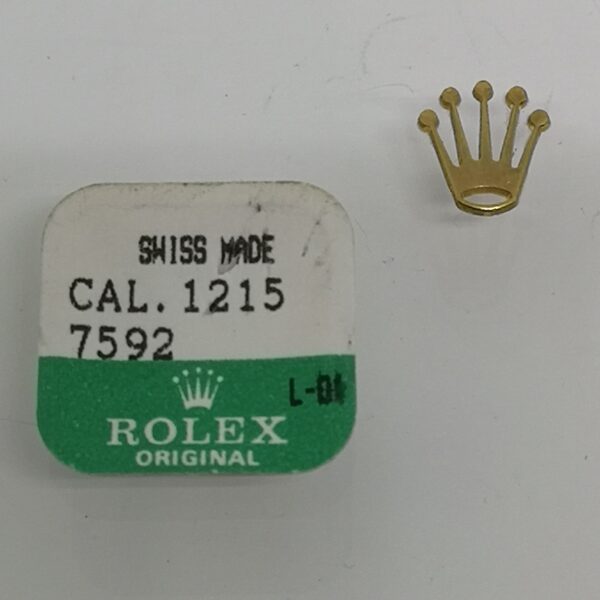 SWISS MADE
CAL. 1215
7592
ROLEX
ORIGINAL